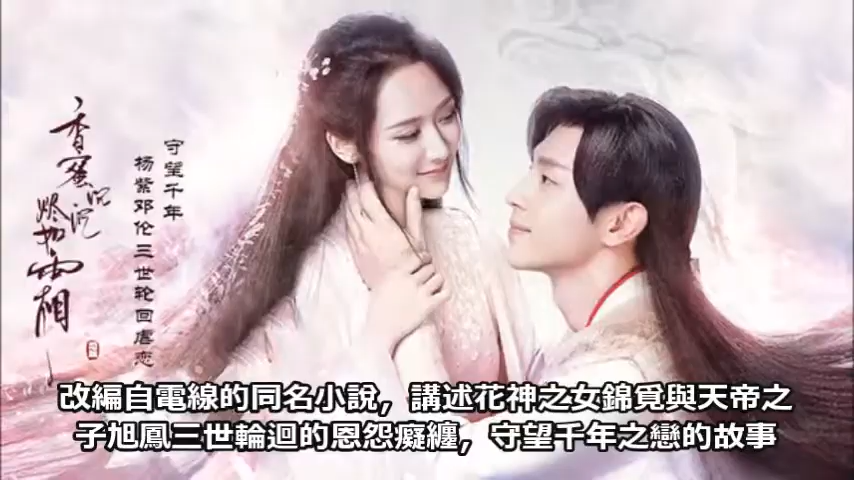 香蜜沉沉
烬如霜
守望千年
杨紫邓伦三世轮回虐恋
改編自電線的同名小說，講述花神之女錦覓與天帝之
子旭鳳三世輪迴的恩怨癡纏，守望千年之戀的故事